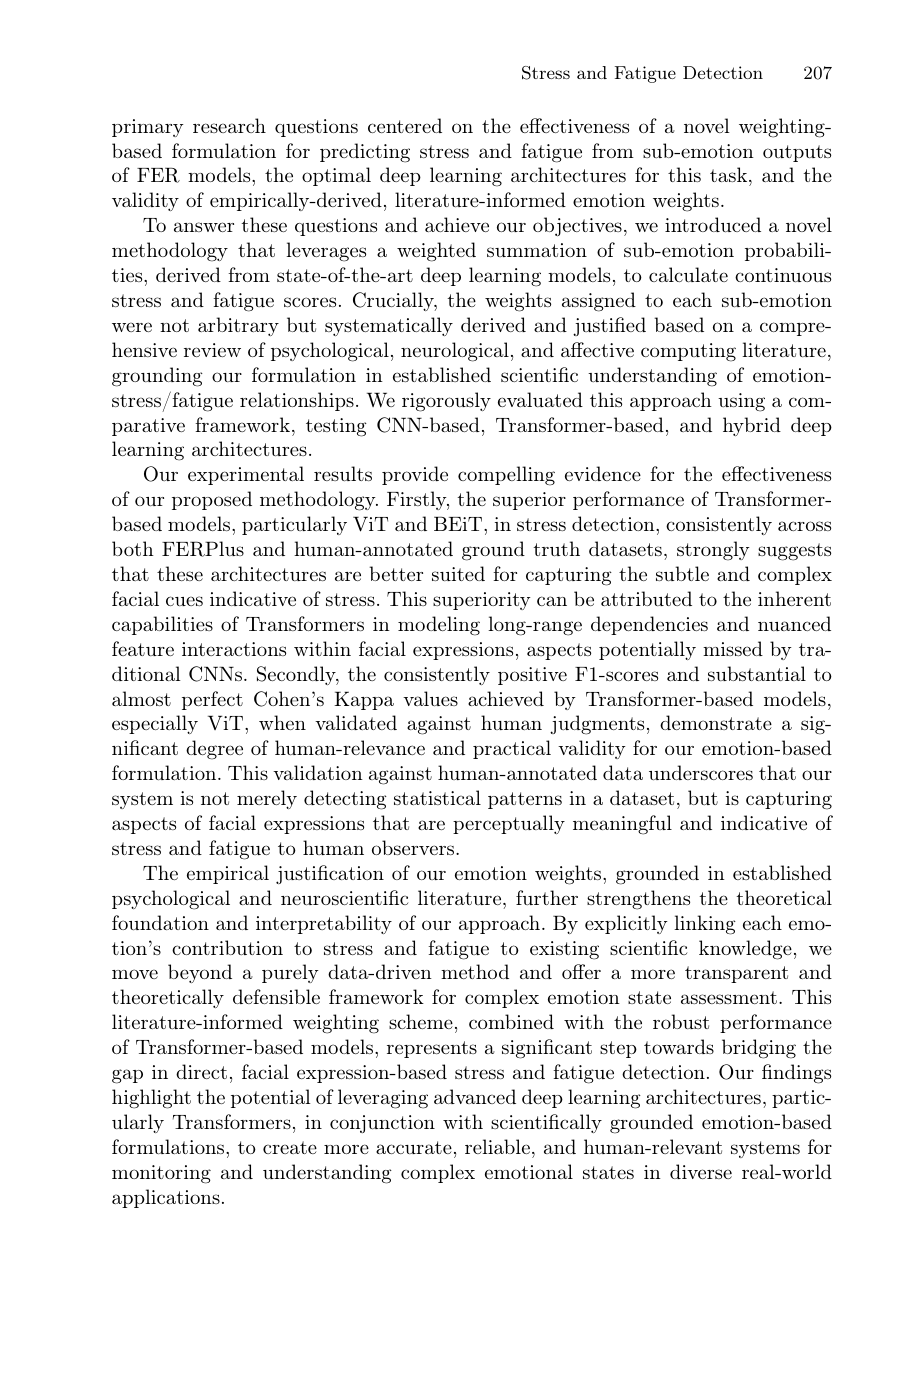 Stress and Fatigue Detection 207
primary research questions centered on the effectiveness of a novel weighting-
based formulation for predicting stress and fatigue from sub-emotion outputs
of FER models, the optimal deep learning architectures for this task, and the
validity of empirically-derived, literature-informed emotion weights.
To answer these questions and achieve our objectives, we introduced a novel
methodology that leverages a weighted summation of sub-emotion probabili-
ties, derived from state-of-the-art deep learning models, to calculate continuous
stress and fatigue scores. Crucially, the weights assigned to each sub-emotion
were not arbitrary but systematically derived and justified based on a compre-
hensive review of psychological, neurological, and affective computing literature,
grounding our formulation in established scientific understanding of emotion-
stress/fatigue relationships. We rigorously evaluated this approach using a com-
parative framework, testing CNN-based, Transformer-based, and hybrid deep
learning architectures.
Our experimental results provide compelling evidence for the effectiveness
of our proposed methodology. Firstly, the superior performance of Transformer-
based models, particularly ViT and BEiT, in stress detection, consistently across
both FERPlus and human-annotated ground truth datasets, strongly suggests
that these architectures are better suited for capturing the subtle and complex
facial cues indicative of stress. This superiority can be attributed to the inherent
capabilities of Transformers in modeling long-range dependencies and nuanced
feature interactions within facial expressions, aspects potentially missed by tra-
ditional CNNs. Secondly, the consistently positive F1-scores and substantial to
almost perfect Cohen's Kappa values achieved by Transformer-based models,
especially ViT, when validated against human judgments, demonstrate a sig-
nificant degree of human-relevance and practical validity for our emotion-based
formulation. This validation against human-annotated data underscores that our
system is not merely detecting statistical patterns in a dataset, but is capturing
aspects of facial expressions that are perceptually meaningful and indicative of
stress and fatigue to human observers.
The empirical justification of our emotion weights, grounded in established
psychological and neuroscientific literature, further strengthens the theoretical
foundation and interpretability of our approach. By explicitly linking each emo-
tion's contribution to stress and fatigue to existing scientific knowledge, we
move beyond a purely data-driven method and offer a more transparent and
theoretically defensible framework for complex emotion state assessment. This
literature-informed weighting scheme, combined with the robust performance
of Transformer-based models, represents a significant step towards bridging the
gap in direct, facial expression-based stress and fatigue detection. Our findings
highlight the potential of leveraging advanced deep learning architectures, partic-
ularly Transformers, in conjunction with scientifically grounded emotion-based
formulations, to create more accurate, reliable, and human-relevant systems for
monitoring and understanding complex emotional states in diverse real-world
applications.